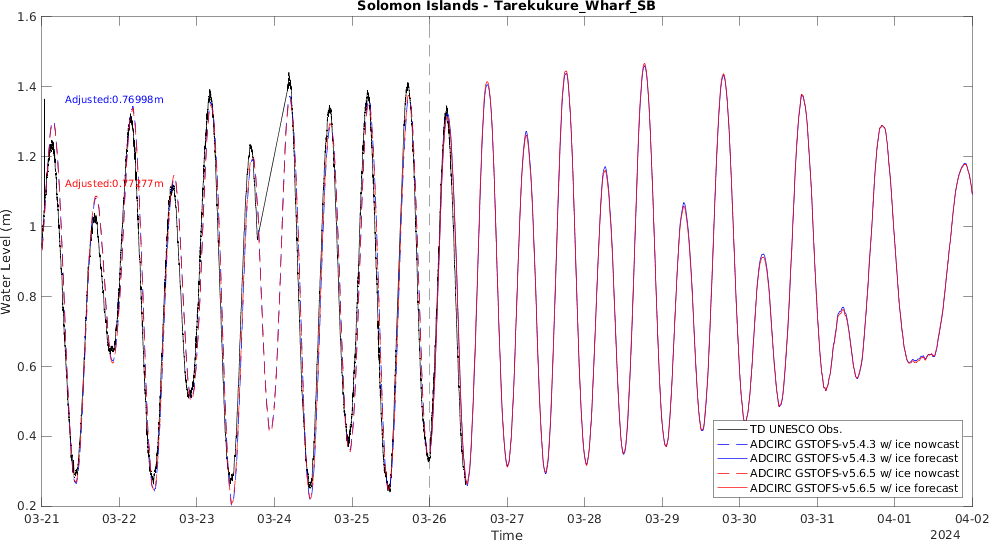 Solomon Islands - Tarekukure_Wharf_SB
1.6
1.4
1.2
1
0.8
0.6
0.4
0.2
Water Level (m)
Adjusted:0.76998m
Adjusted:0.77277m
TD UNESCO Obs.
ADCIRC GSTOFS-v5.4.3 w/ ice nowcast
ADCIRC GSTOFS-v5.4.3 w/ ice forecast
ADCIRC GSTOFS-v5.6.5 w/ ice nowcast
ADCIRC GSTOFS-v5.6.5 w/ ice forecast
03-21 03-22 03-23 03-24 03-25 03-26 03-27 03-28 03-29 03-30 03-31 04-01 04-02
Time
2024